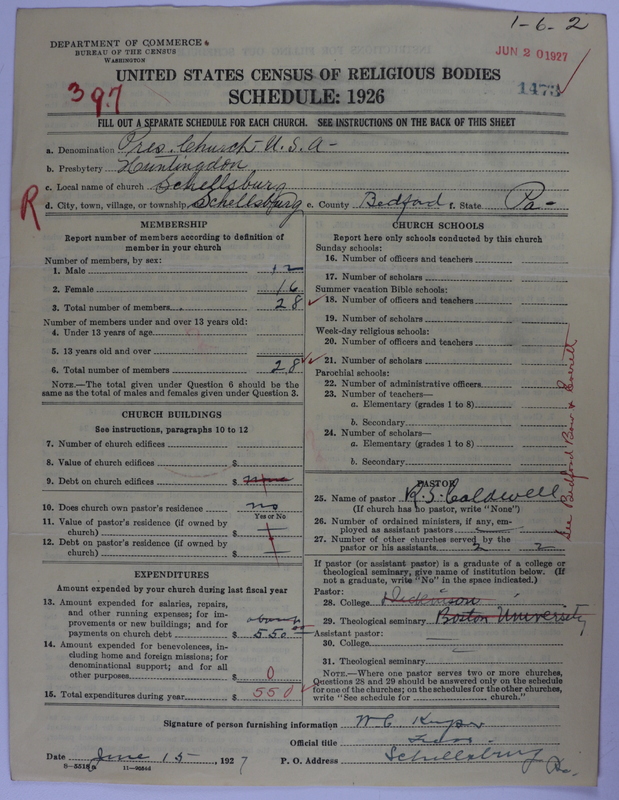 1-6-2
DEPARTMENT OF COMMERCE
BUREAU OF THE CENSUS
WASHINGTON
JUN 20 1927
UNITED STATES CENSUS OF RELIGIOUS BODIES
397
SCHEDULE: 1926
1473
FILL OUT A SEPARATE SCHEDULE FOR EACH CHURCH. SEE INSTRUCTIONS ON THE BACK OF THIS SHEET
a. Denomination Pres. Church U.S.A-
b. Presbytery Huntingdon
c. Local name of church Schellsburg
R
d. City, town, village, or township Schellsburg e. County Bedford f. State Pa-
MEMBERSHIP
Report number of members according to definition of
member in your church
Number of members, by sex:
1. Male 12
2. Female 16
3. Total number of members 28
Number of members under and over 13 years old:
4. Under 13 years of age
5. 13 years old and over
6. Total number of members 28
NOTE.—The total given under Question 6 should be the
same as the total of males and females given under Question 3.
CHURCH BUILDINGS
See instructions, paragraphs 10 to 12
7. Number of church edifices
8. Value of church edifices $
9. Debt on church edifices $ none
10. Does church own pastor's residence no
Yes or No
11. Value of pastor's residence (if owned by
church) $
12. Debt on pastor's residence (if owned by
church) $
EXPENDITURES
Amount expended by your church during last fiscal year
13. Amount expended for salaries, repairs,
and other running expenses; for im-
provements or new buildings; and for
payments on church debt $ about 550
14. Amount expended for benevolences, in-
cluding home and foreign missions; for
denominational support; and for all
other purposes $ 0
15. Total expenditures during year $ 550
CHURCH SCHOOLS
Report here only schools conducted by this church
Sunday schools:
16. Number of officers and teachers
17. Number of scholars
Summer vacation Bible schools:
18. Number of officers and teachers
19. Number of scholars
Week-day religious schools:
20. Number of officers and teachers
21. Number of scholars
Parochial schools:
22. Number of administrative officers
23. Number of teachers—
a. Elementary (grades 1 to 8)
b. Secondary
24. Number of scholars—
a. Elementary (grades 1 to 8)
b. Secondary
See Bedford Boro & Everett
PASTOR
25. Name of pastor R.S. Caldwell
(If church has no pastor, write "None")
26. Number of ordained ministers, if any, em-
ployed as assistant pastors
27. Number of other churches served by the
pastor or his assistants 2 2
If pastor (or assistant pastor) is a graduate of a college or
theological seminary, give name of institution below. (If
not a graduate, write "No" in the space indicated.)
Pastor:
28. College Dickinson
29. Theological seminary Boston University
Assistant pastor:
30. College
31. Theological seminary
NOTE.—Where one pastor serves two or more churches,
Questions 28 and 29 should be answered only on the schedule
for one of the churches; on the schedules for the other churches,
write "See schedule for church."
Signature of person furnishing information W C
Official title
Date June 15, 1927 P. O. Address Schellsburg Pa.